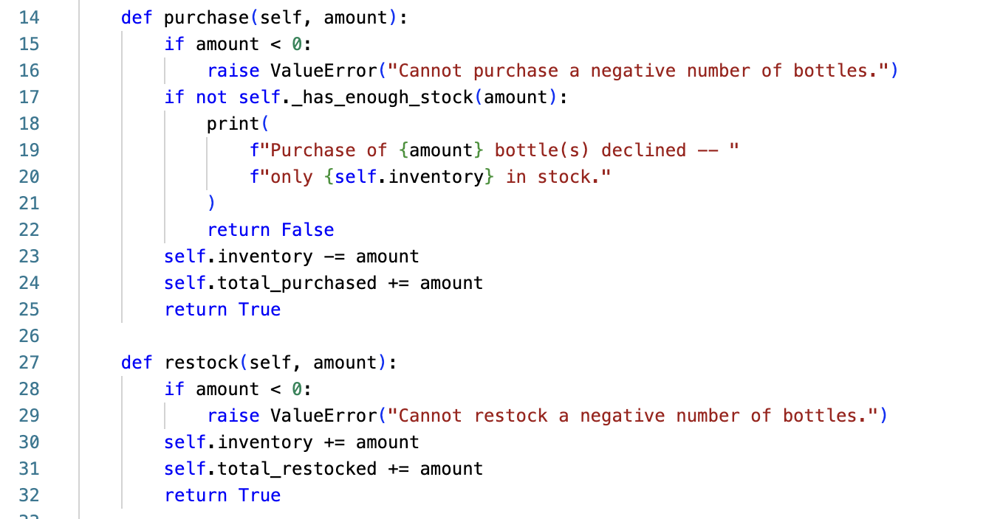 14 def purchase(self, amount):
15 if amount < 0:
16 raise ValueError("Cannot purchase a negative number of bottles.")
17 if not self._has_enough_stock(amount):
18 print(
19 f"Purchase of {amount} bottle(s) declined -- "
20 f"only {self.inventory} in stock."
21 )
22 return False
23 self.inventory -= amount
24 self.total_purchased += amount
25 return True
26
27 def restock(self, amount):
28 if amount < 0:
29 raise ValueError("Cannot restock a negative number of bottles.")
30 self.inventory += amount
31 self.total_restocked += amount
32 return True